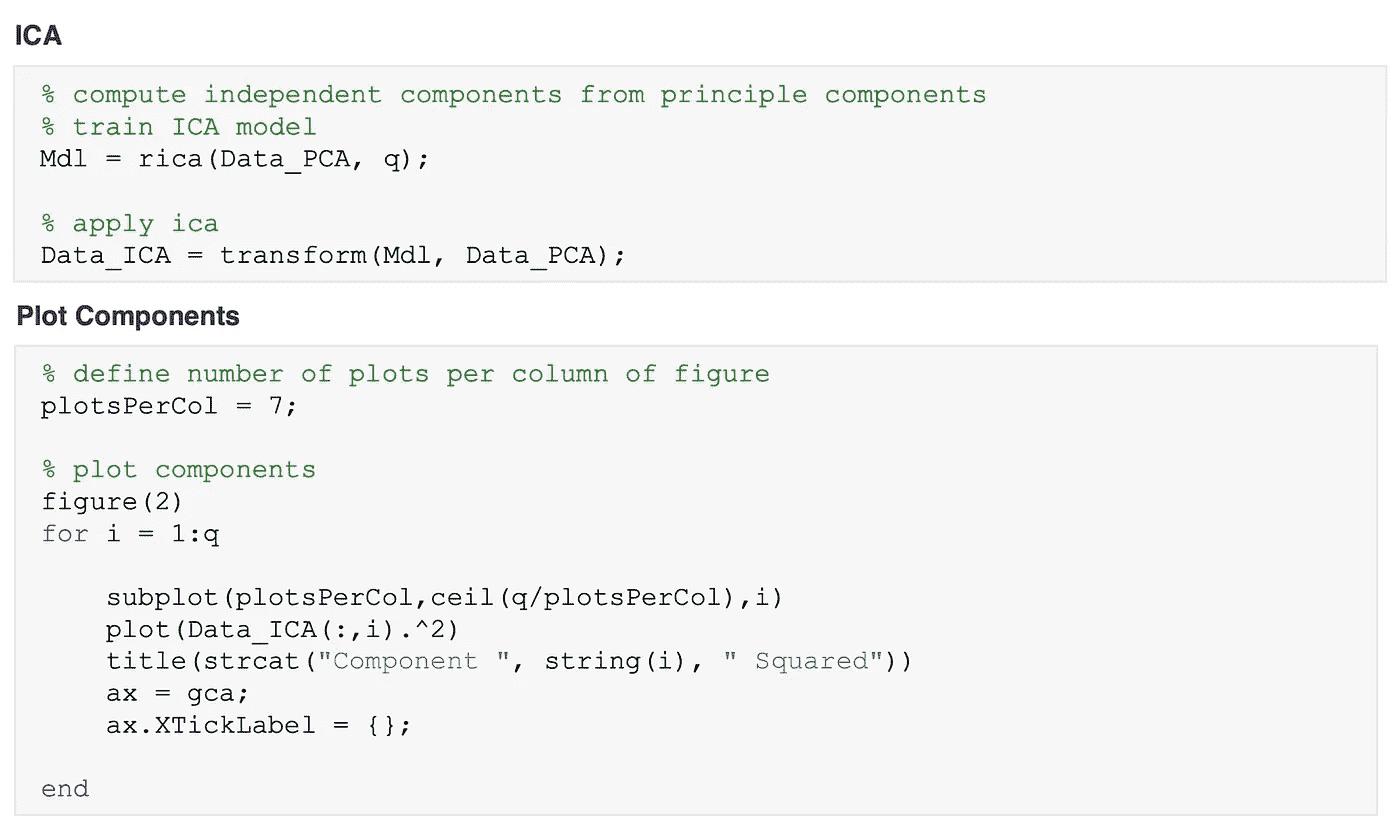 ICA
% compute independent components from principle components
% train ICA model
Mdl = rica(Data_PCA, q);
% apply ica
Data_ICA = transform(Mdl, Data_PCA);
Plot Components
% define number of plots per column of figure
plotsPerCol = 7;
% plot components
figure(2)
for i = 1:q
subplot(plotsPerCol,ceil(q/plotsPerCol),i)
plot(Data_ICA(:,i).^2)
title(strcat("Component ", string(i), " Squared"))
ax = gca;
ax.XTickLabel = {};
end